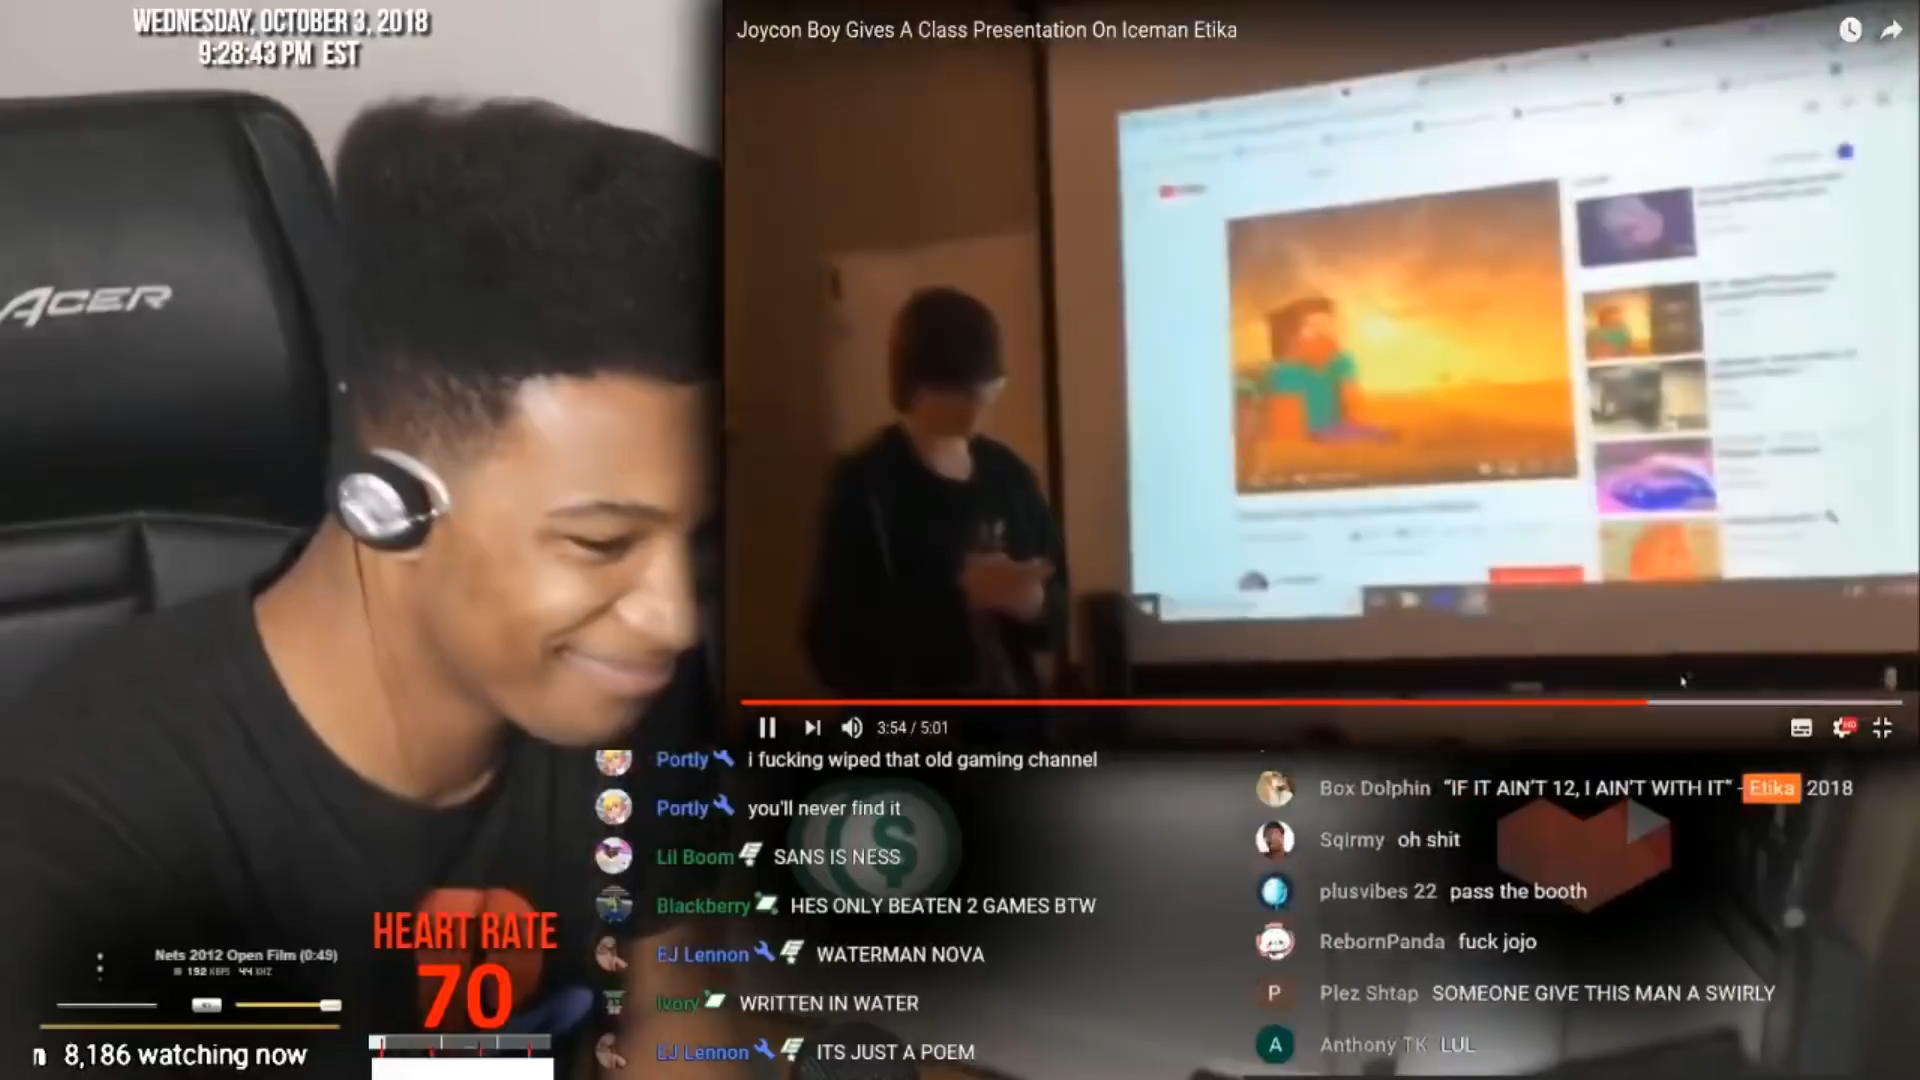 WEDNESDAY, OCTOBER 3, 2018
9:28:43 PM EST
ACER
Joycon Boy Gives A Class Presentation On Iceman Etika
3:54 / 5:01
HD
Portly i fucking wiped that old gaming channel
Portly you'll never find it
Lil Boom SANS IS NESS
Blackberry HES ONLY BEATEN 2 GAMES BTW
EJ Lennon WATERMAN NOVA
Ivory WRITTEN IN WATER
EJ Lennon ITS JUST A POEM
Box Dolphin “IF IT AIN'T 12, I AIN'T WITH IT” - Etika 2018
Sqirmy oh shit
plusvibes 22 pass the booth
RebornPanda fuck jojo
P Plez Shtap SOMEONE GIVE THIS MAN A SWIRLY
A Anthony TK LUL
HEART RATE
70
Nets 2012 Open Film (0:49)
192 KBPS 44 KHZ
8,186 watching now